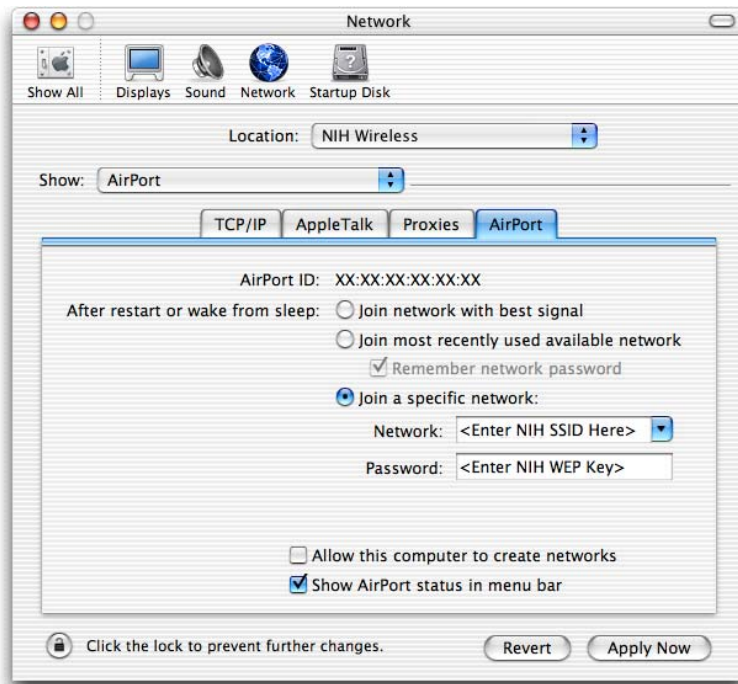 Network
Show All Displays Sound Network Startup Disk
Location: NIH Wireless
Show: AirPort
TCP/IP AppleTalk Proxies AirPort
AirPort ID: XX:XX:XX:XX:XX:XX
After restart or wake from sleep: Join network with best signal
Join most recently used available network
Remember network password
Join a specific network:
Network: <Enter NIH SSID Here>
Password: <Enter NIH WEP Key>
Allow this computer to create networks
Show AirPort status in menu bar
Click the lock to prevent further changes. Revert Apply Now